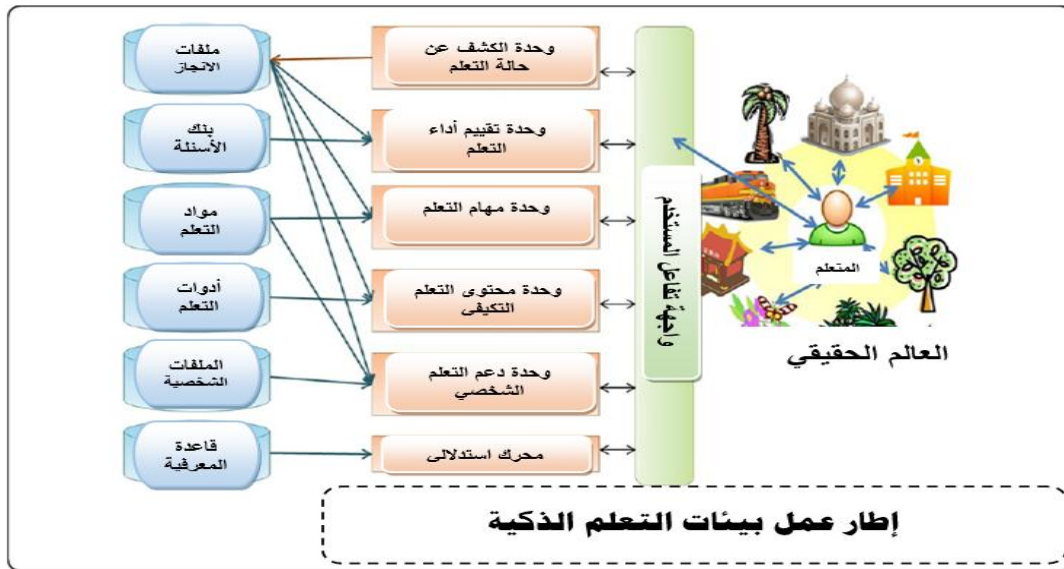 ملفات
الانجاز
بنك
الأسئلة
مواد
التعلم
أدوات
التعلم
الملفات
الشخصية
قاعدة
المعرفية
وحدة الكشف عن
حالة التعلم
وحدة تقييم أداء
التعلم
وحدة مهام التعلم
وحدة محتوى التعلم
التكيفى
وحدة دعم التعلم
الشخصي
محرك استدلالى
واجهة تفاعل المستخدم
المتعلم
العالم الحقيقي
إطار عمل بيئات التعلم الذكية